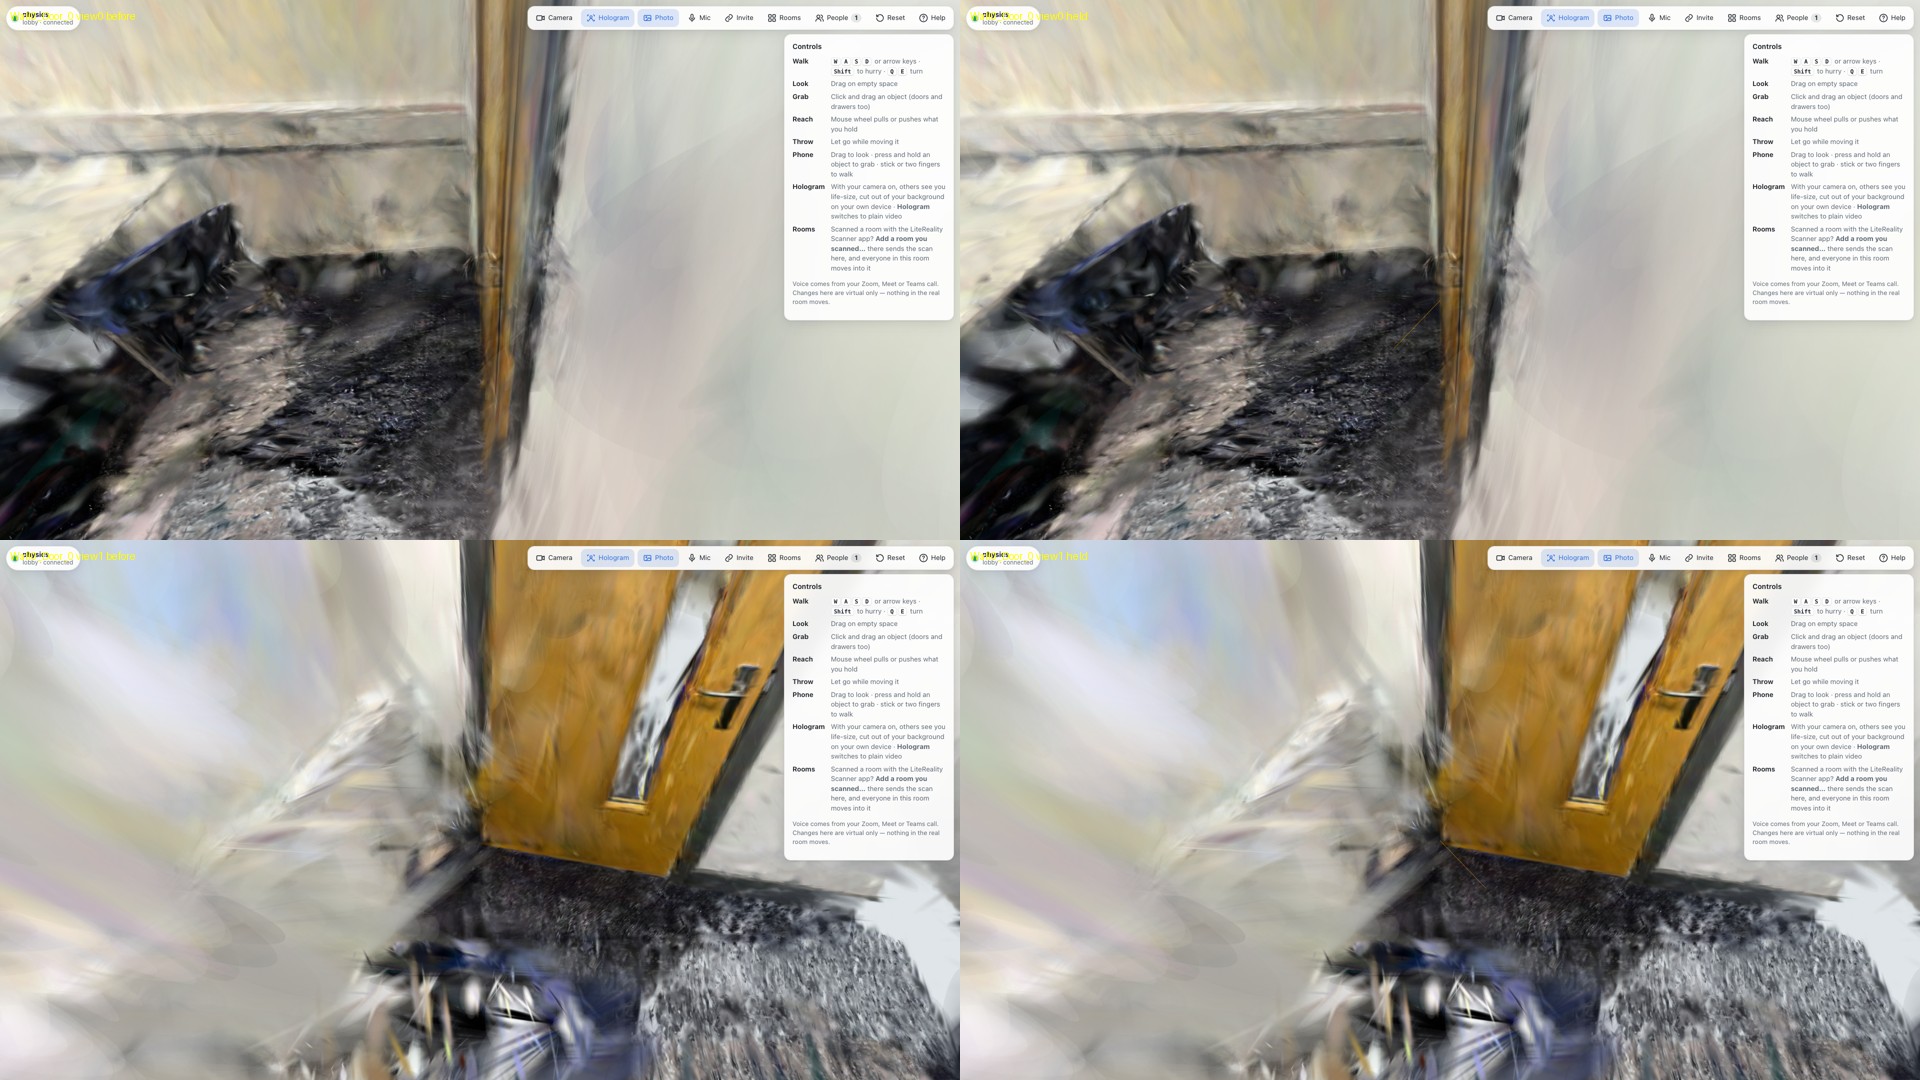 physics
lobby · connected
Camera
Hologram
Photo
Mic
Invite
Rooms
People 1
Reset
Help
Controls
Walk W A S D or arrow keys ·
Shift to hurry · Q E turn
Look Drag on empty space
Grab Click and drag an object (doors and
drawers too)
Reach Mouse wheel pulls or pushes what
you hold
Throw Let go while moving it
Phone Drag to look · press and hold an
object to grab · stick or two fingers
to walk
Hologram With your camera on, others see you
life-size, cut out of your background
on your own device · Hologram
switches to plain video
Rooms Scanned a room with the LiteReality
Scanner app? Add a room you
scanned... there sends the scan
here, and everyone in this room
moves into it
Voice comes from your Zoom, Meet or Teams call.
Changes here are virtual only — nothing in the real
room moves.
view0 before
physics
lobby · connected
Camera
Hologram
Photo
Mic
Invite
Rooms
People 1
Reset
Help
Controls
Walk W A S D or arrow keys ·
Shift to hurry · Q E turn
Look Drag on empty space
Grab Click and drag an object (doors and
drawers too)
Reach Mouse wheel pulls or pushes what
you hold
Throw Let go while moving it
Phone Drag to look · press and hold an
object to grab · stick or two fingers
to walk
Hologram With your camera on, others see you
life-size, cut out of your background
on your own device · Hologram
switches to plain video
Rooms Scanned a room with the LiteReality
Scanner app? Add a room you
scanned... there sends the scan
here, and everyone in this room
moves into it
Voice comes from your Zoom, Meet or Teams call.
Changes here are virtual only — nothing in the real
room moves.
view0 held
physics
lobby · connected
Camera
Hologram
Photo
Mic
Invite
Rooms
People 1
Reset
Help
Controls
Walk W A S D or arrow keys ·
Shift to hurry · Q E turn
Look Drag on empty space
Grab Click and drag an object (doors and
drawers too)
Reach Mouse wheel pulls or pushes what
you hold
Throw Let go while moving it
Phone Drag to look · press and hold an
object to grab · stick or two fingers
to walk
Hologram With your camera on, others see you
life-size, cut out of your background
on your own device · Hologram
switches to plain video
Rooms Scanned a room with the LiteReality
Scanner app? Add a room you
scanned... there sends the scan
here, and everyone in this room
moves into it
Voice comes from your Zoom, Meet or Teams call.
Changes here are virtual only — nothing in the real
room moves.
view1 before
physics
lobby · connected
Camera
Hologram
Photo
Mic
Invite
Rooms
People 1
Reset
Help
Controls
Walk W A S D or arrow keys ·
Shift to hurry · Q E turn
Look Drag on empty space
Grab Click and drag an object (doors and
drawers too)
Reach Mouse wheel pulls or pushes what
you hold
Throw Let go while moving it
Phone Drag to look · press and hold an
object to grab · stick or two fingers
to walk
Hologram With your camera on, others see you
life-size, cut out of your background
on your own device · Hologram
switches to plain video
Rooms Scanned a room with the LiteReality
Scanner app? Add a room you
scanned... there sends the scan
here, and everyone in this room
moves into it
Voice comes from your Zoom, Meet or Teams call.
Changes here are virtual only — nothing in the real
room moves.
view1 held